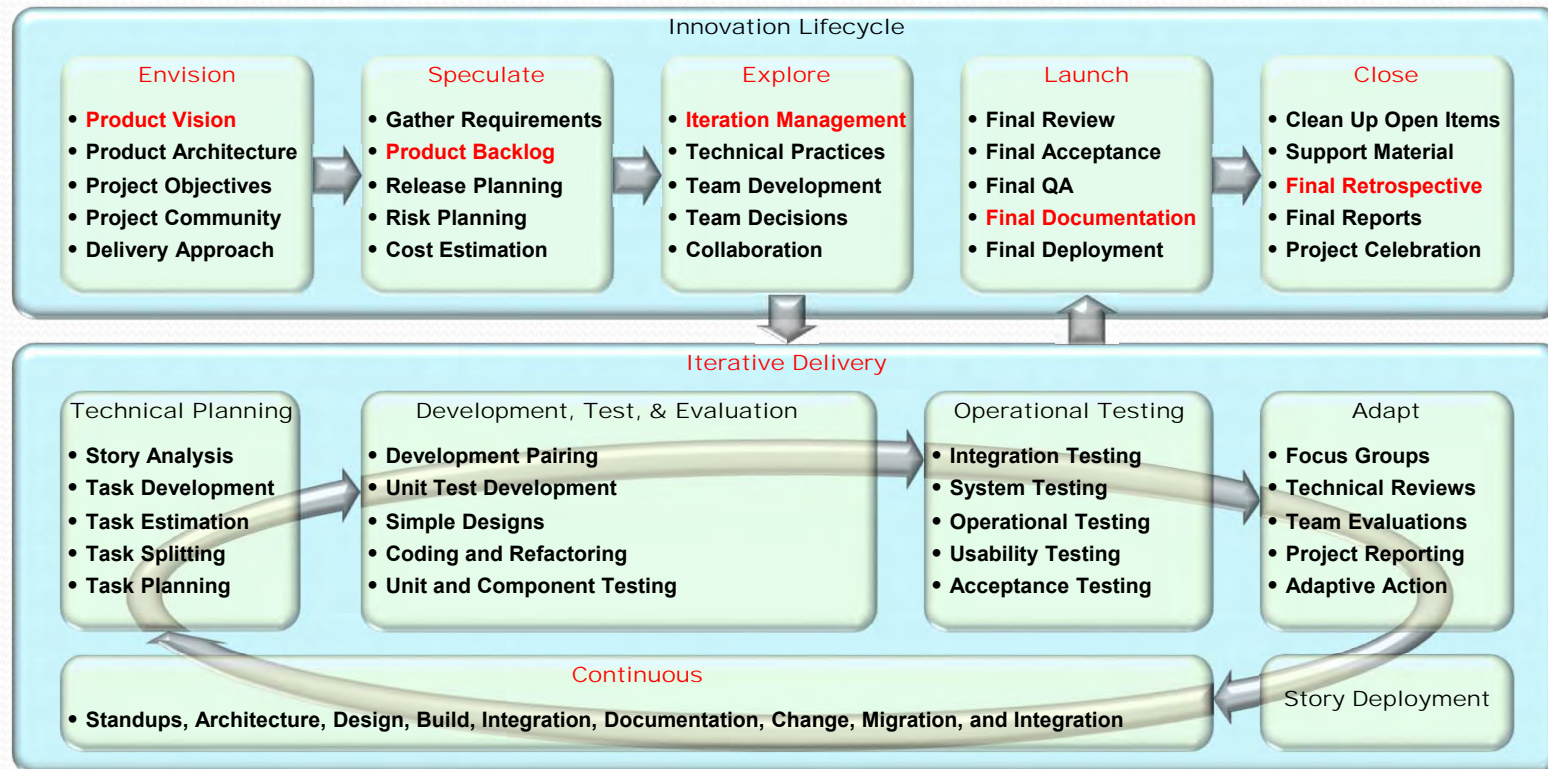 Innovation Lifecycle
Envision
• Product Vision
• Product Architecture
• Project Objectives
• Project Community
• Delivery Approach
Speculate
• Gather Requirements
• Product Backlog
• Release Planning
• Risk Planning
• Cost Estimation
Explore
• Iteration Management
• Technical Practices
• Team Development
• Team Decisions
• Collaboration
Launch
• Final Review
• Final Acceptance
• Final QA
• Final Documentation
• Final Deployment
Close
• Clean Up Open Items
• Support Material
• Final Retrospective
• Final Reports
• Project Celebration
Iterative Delivery
Technical Planning
• Story Analysis
• Task Development
• Task Estimation
• Task Splitting
• Task Planning
Development, Test, & Evaluation
• Development Pairing
• Unit Test Development
• Simple Designs
• Coding and Refactoring
• Unit and Component Testing
Operational Testing
• Integration Testing
• System Testing
• Operational Testing
• Usability Testing
• Acceptance Testing
Adapt
• Focus Groups
• Technical Reviews
• Team Evaluations
• Project Reporting
• Adaptive Action
Continuous
• Standups, Architecture, Design, Build, Integration, Documentation, Change, Migration, and Integration
Story Deployment